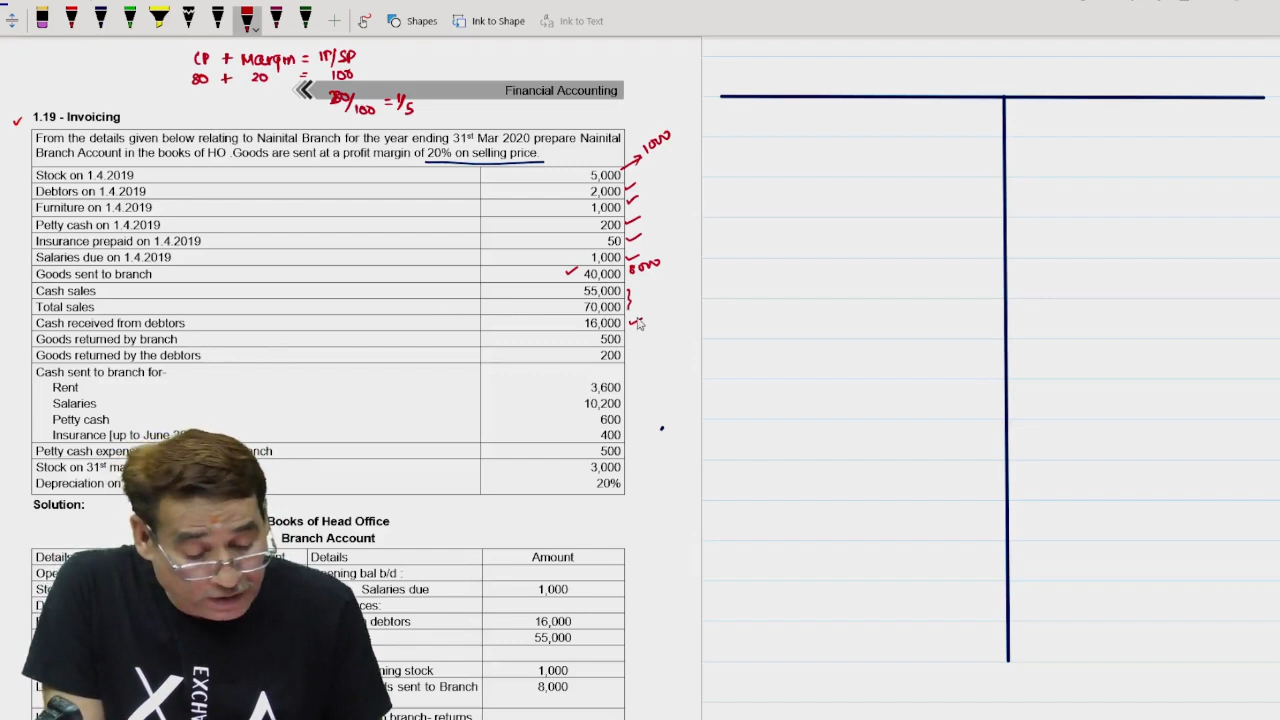 Shapes
Ink to Shape
Ink to Text
CP + Margin = IP/SP
80 + 20 = 100
20/100 = 1/5
Financial Accounting
1.19 - Invoicing
From the details given below relating to Nainital Branch for the year ending 31st Mar 2020 prepare Nainital
Branch Account in the books of HO .Goods are sent at a profit margin of 20% on selling price.
Stock on 1.4.2019 5,000 1000
Debtors on 1.4.2019 2,000
Furniture on 1.4.2019 1,000
Petty cash on 1.4.2019 200
Insurance prepaid on 1.4.2019 50
Salaries due on 1.4.2019 1,000
Goods sent to branch 40,000 8000
Cash sales 55,000
Total sales 70,000
Cash received from debtors 16,000
Goods returned by branch 500
Goods returned by the debtors 200
Cash sent to branch for-
Rent 3,600
Salaries 10,200
Petty cash 600
Insurance [up to June 400
Petty cash 500
Stock on 31st 3,000
Depreciation on 20%
Solution:
Books of Head Office
Branch Account
Details Amount
Opening bal b/d :
Salaries due 1,000
debtors 16,000
55,000
stock 1,000
sent to Branch 8,000
branch- returns
EXCHA